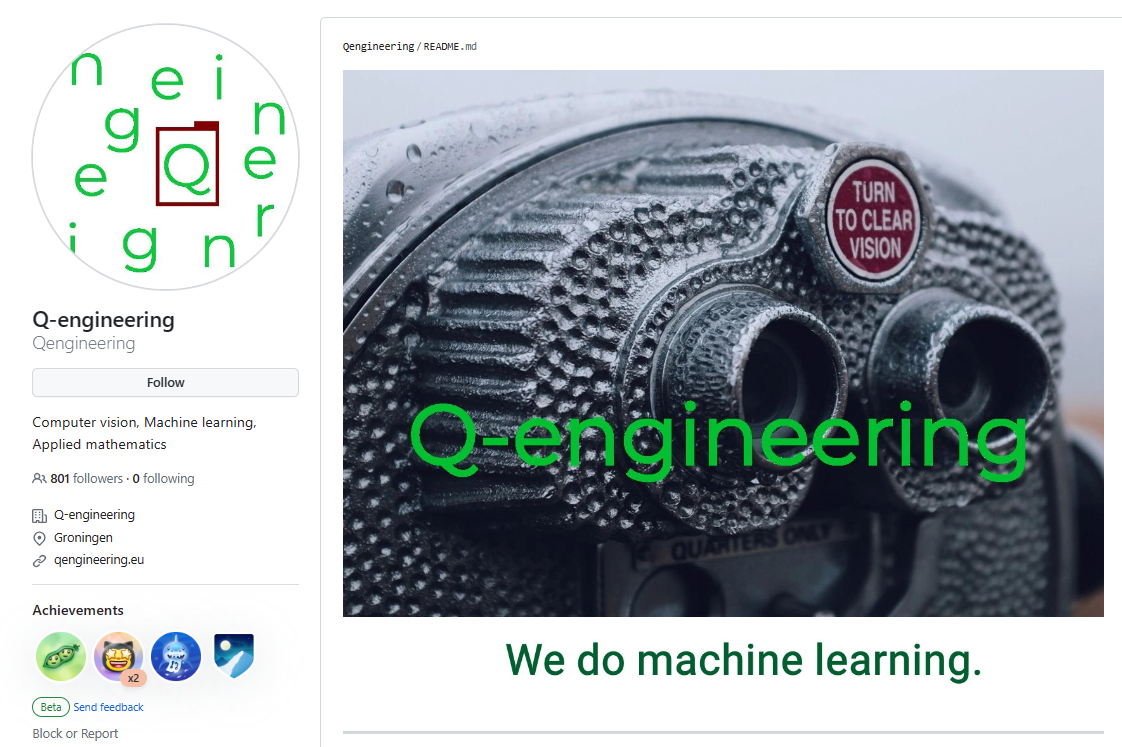 n e i
g n
Q
e e
r
i g n
Q-engineering
Qengineering
Follow
Computer vision, Machine learning,
Applied mathematics
801 followers · 0 following
Q-engineering
Groningen
qengineering.eu
Achievements
x2
Beta Send feedback
Block or Report
Qengineering / README.md
TURN
TO CLEAR
VISION
Q-engineering
QUARTERS ONLY
We do machine learning.